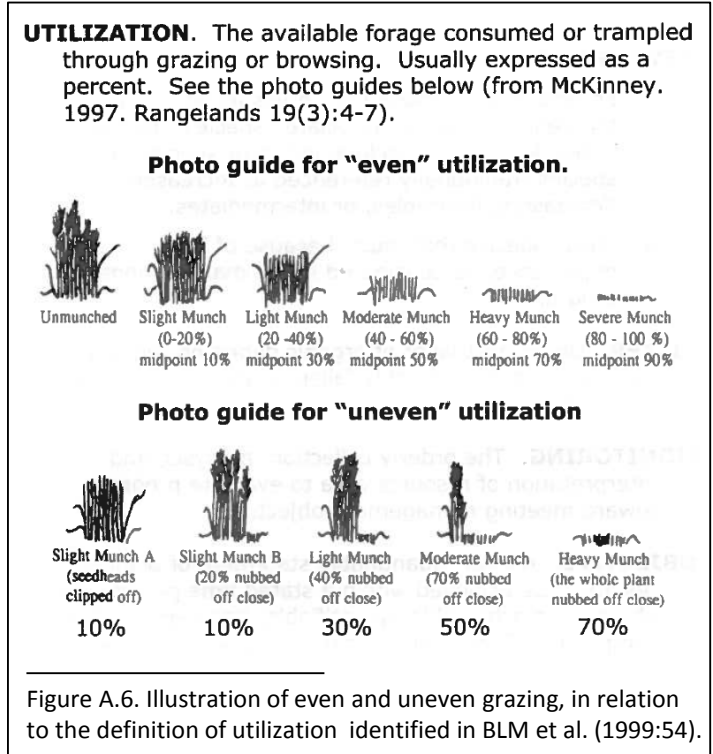 UTILIZATION. The available forage consumed or trampled
through grazing or browsing. Usually expressed as a
percent. See the photo guides below (from McKinney.
1997. Rangelands 19(3):4-7).
Photo guide for "even" utilization.
Unmunched Slight Munch Light Munch Moderate Munch Heavy Munch Severe Munch
(0-20%) (20 -40%) (40 - 60%) (60 - 80%) (80 - 100 %)
midpoint 10% midpoint 30% midpoint 50% midpoint 70% midpoint 90%
Photo guide for "uneven" utilization
Slight Munch A Slight Munch B Light Munch Moderate Munch Heavy Munch
(seedheads (20% nubbed (40% nubbed (70% nubbed (the whole plant
clipped off) off close) off close) off close) nubbed off close)
10% 10% 30% 50% 70%
Figure A.6. Illustration of even and uneven grazing, in relation
to the definition of utilization identified in BLM et al. (1999:54).